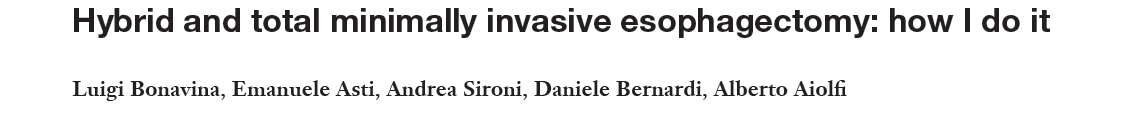 Hybrid and total minimally invasive esophagectomy: how I do it
Luigi Bonavina, Emanuele Asti, Andrea Sironi, Daniele Bernardi, Alberto Aiolfi